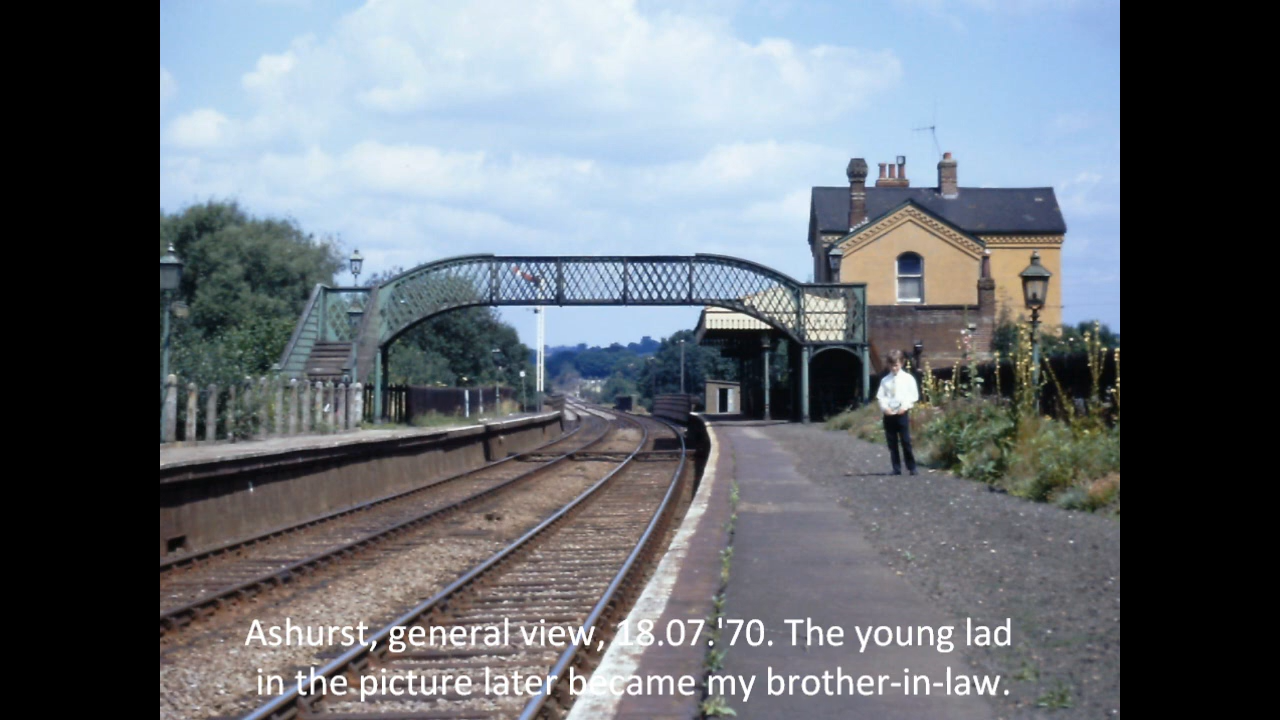 Ashurst, general view, 18.07.'70. The young lad
in the picture later became my brother-in-law.